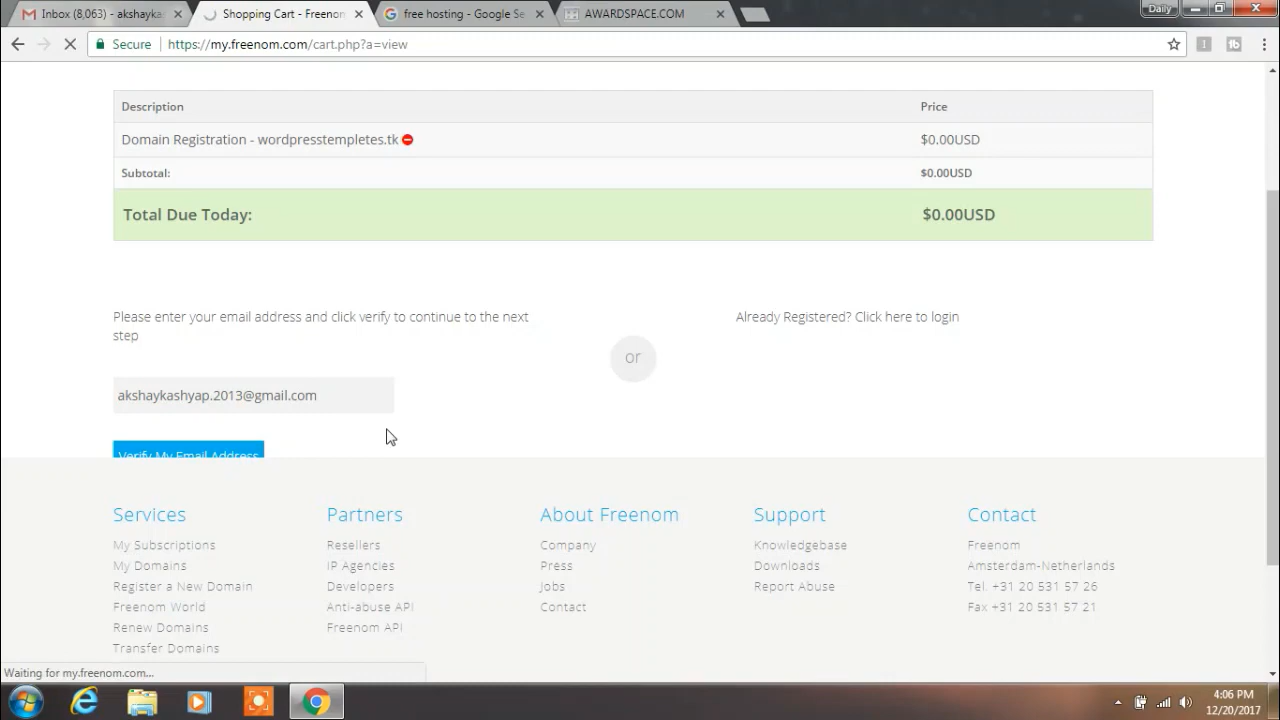 Inbox (8,063) - akshayka
Shopping Cart - Freenom
free hosting - Google Se
AWARDSPACE.COM
Daily
Secure
https://my.freenom.com/cart.php?a=view
Description Price
Domain Registration - wordpresstempletes.tk $0.00USD
Subtotal: $0.00USD
Total Due Today: $0.00USD
Please enter your email address and click verify to continue to the next
step
or
Already Registered? Click here to login
akshaykashyap.2013@gmail.com
Verify My Email Address
Services Partners About Freenom Support Contact
My Subscriptions Resellers Company Knowledgebase Freenom
My Domains IP Agencies Press Downloads Amsterdam-Netherlands
Register a New Domain Developers Jobs Report Abuse Tel. +31 20 531 57 26
Freenom World Anti-abuse API Contact Fax +31 20 531 57 21
Renew Domains Freenom API
Transfer Domains
Waiting for my.freenom.com...
4:06 PM
12/20/2017